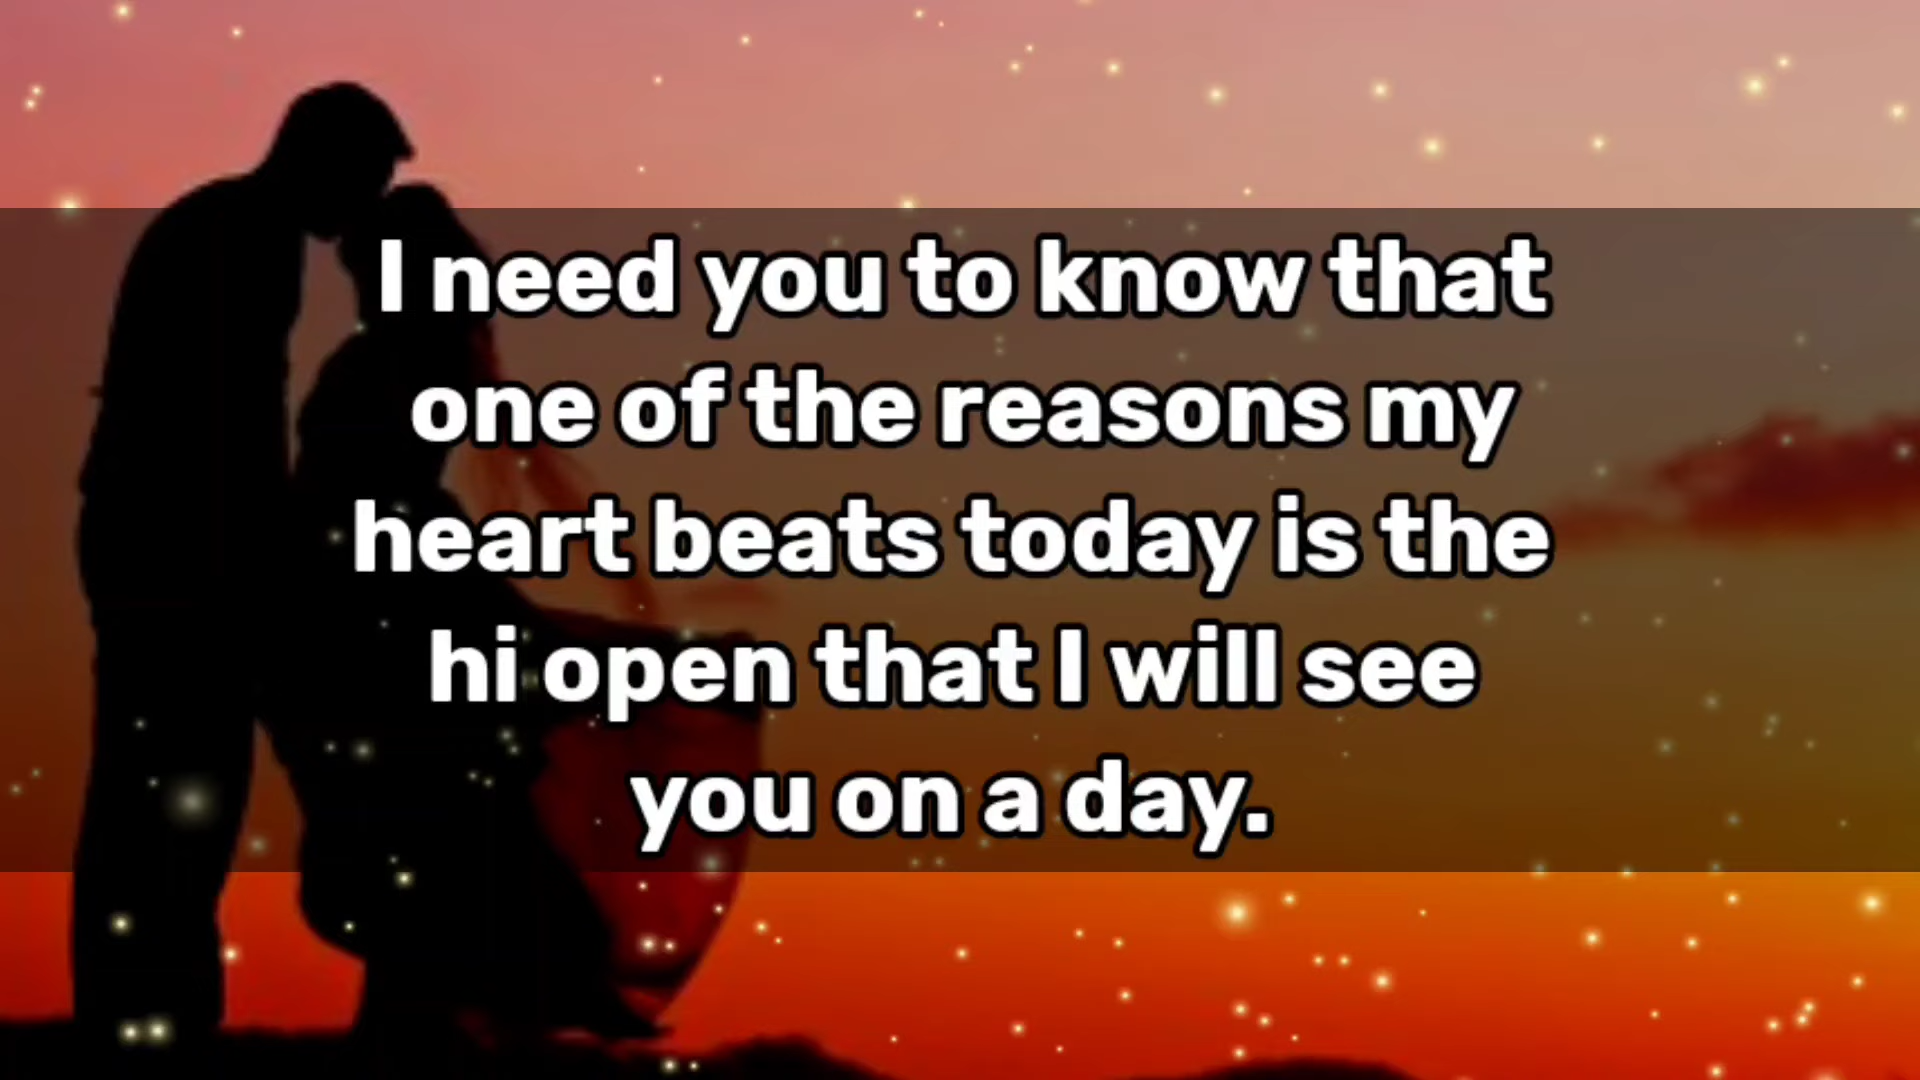 I need you to know that
one of the reasons my
heart beats today is the
hi open that I will see
you on a day.